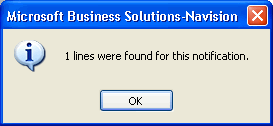 Microsoft Business Solutions-Navision
1 lines were found for this notification.
OK